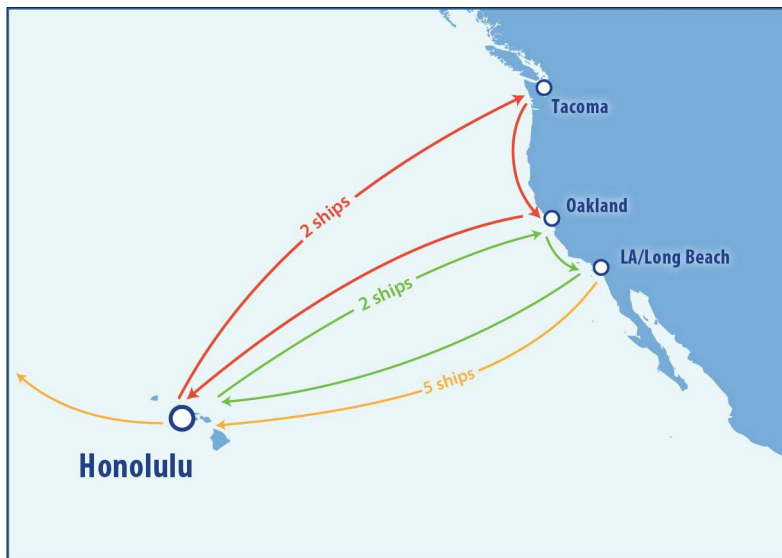 Tacoma
2 ships
Oakland
LA/Long Beach
2 ships
5 ships
Honolulu